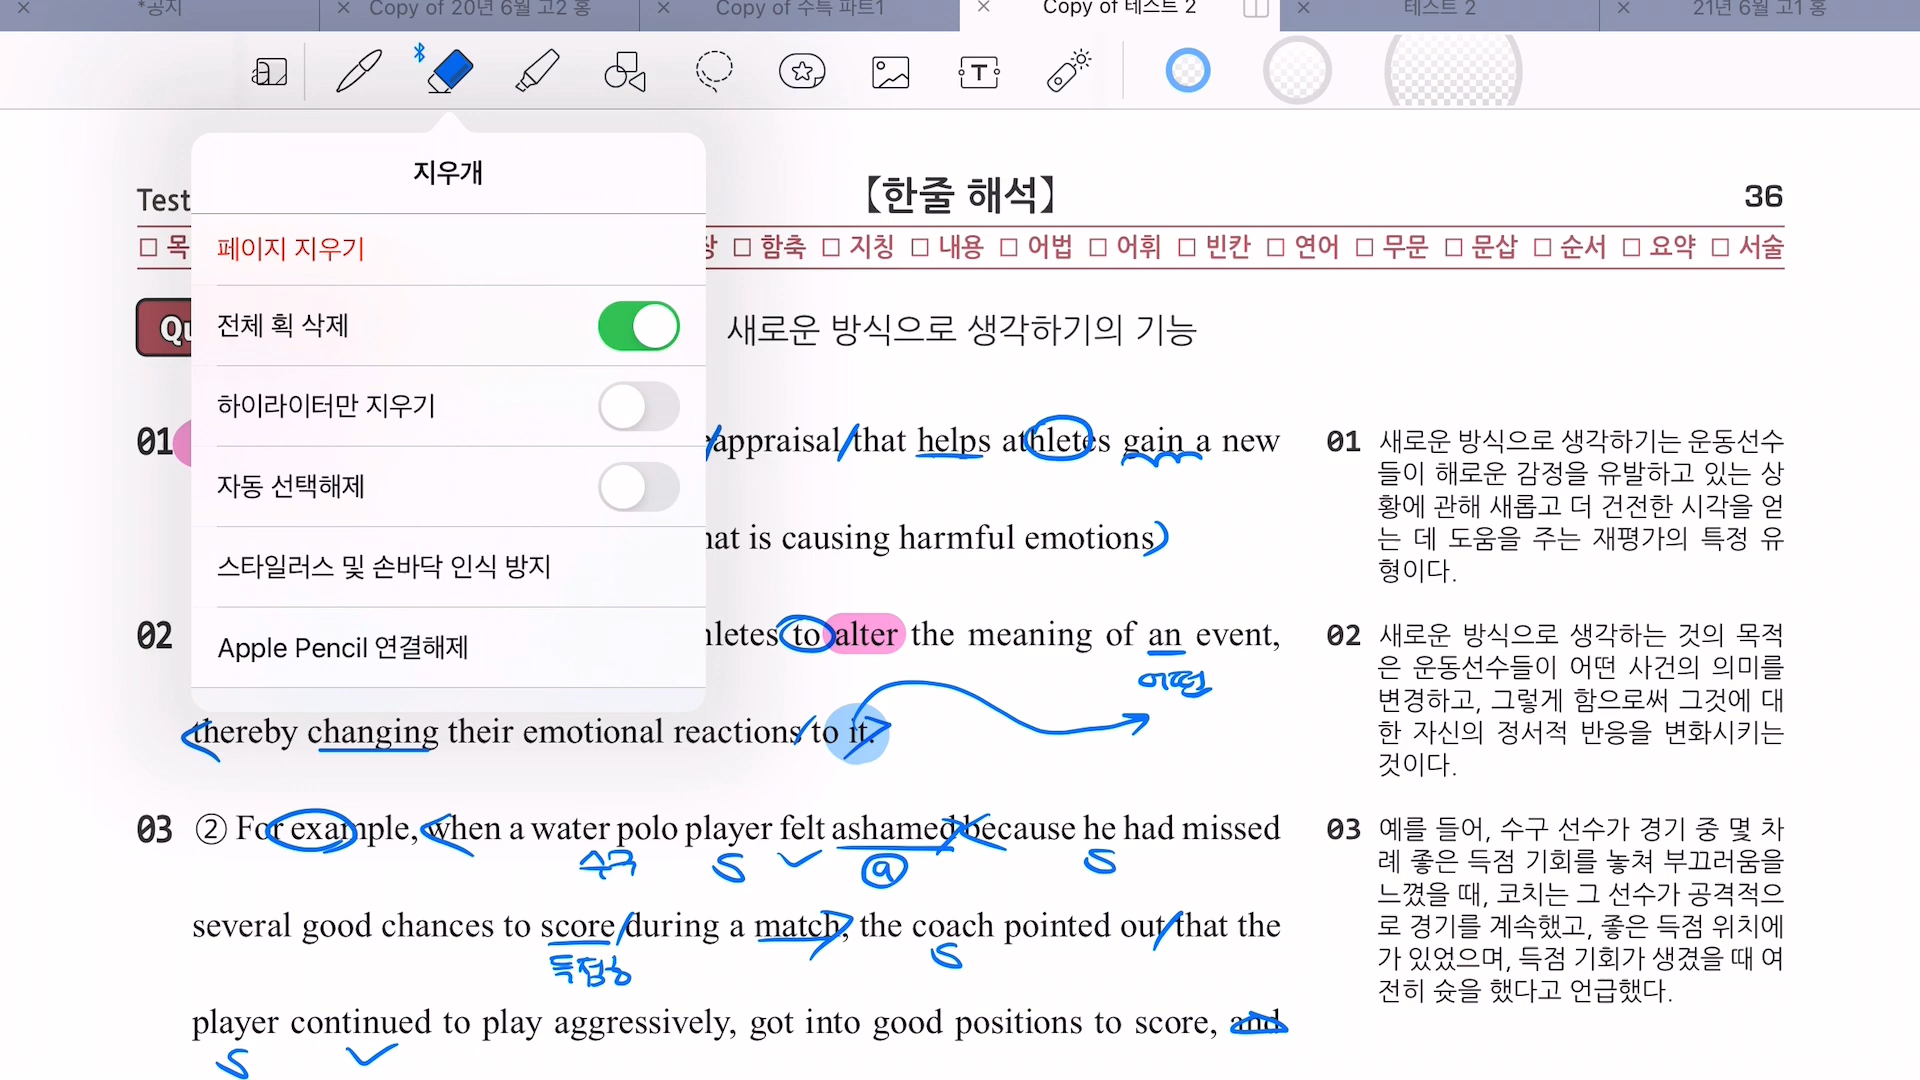 *공지
Copy of 20년 6월 고2 홍
Copy of 수특 파트1
Copy of 테스트 2
테스트 2
21년 6월 고1 홍
지우개
페이지 지우기
전체 획 삭제
하이라이터만 지우기
자동 선택해제
스타일러스 및 손바닥 인식 방지
Apple Pencil 연결해제
Test
【한줄 해석】
36
□ 목
□ 함축 □ 지칭 □ 내용 □ 어법 □ 어휘 □ 빈칸 □ 연어 □ 무문 □ 문삽 □ 순서 □ 요약 □ 서술
새로운 방식으로 생각하기의 기능
01
appraisal that helps athletes gain a new
is causing harmful emotions
02
to alter the meaning of an event,
어떤
thereby changing their emotional reactions to it.
03 ② For example, when a water polo player felt ashamed because he had missed
수구 S ⓐ S
several good chances to score during a match, the coach pointed out that the
득점 S
player continued to play aggressively, got into good positions to score, and
S
01 새로운 방식으로 생각하기는 운동선수
들이 해로운 감정을 유발하고 있는 상
황에 관해 새롭고 더 건전한 시각을 얻
는 데 도움을 주는 재평가의 특정 유
형이다.
02 새로운 방식으로 생각하는 것의 목적
은 운동선수들이 어떤 사건의 의미를
변경하고, 그렇게 함으로써 그것에 대
한 자신의 정서적 반응을 변화시키는
것이다.
03 예를 들어, 수구 선수가 경기 중 몇 차
례 좋은 득점 기회를 놓쳐 부끄러움을
느꼈을 때, 코치는 그 선수가 공격적으
로 경기를 계속했고, 좋은 득점 위치에
가 있었으며, 득점 기회가 생겼을 때 여
전히 슛을 했다고 언급했다.